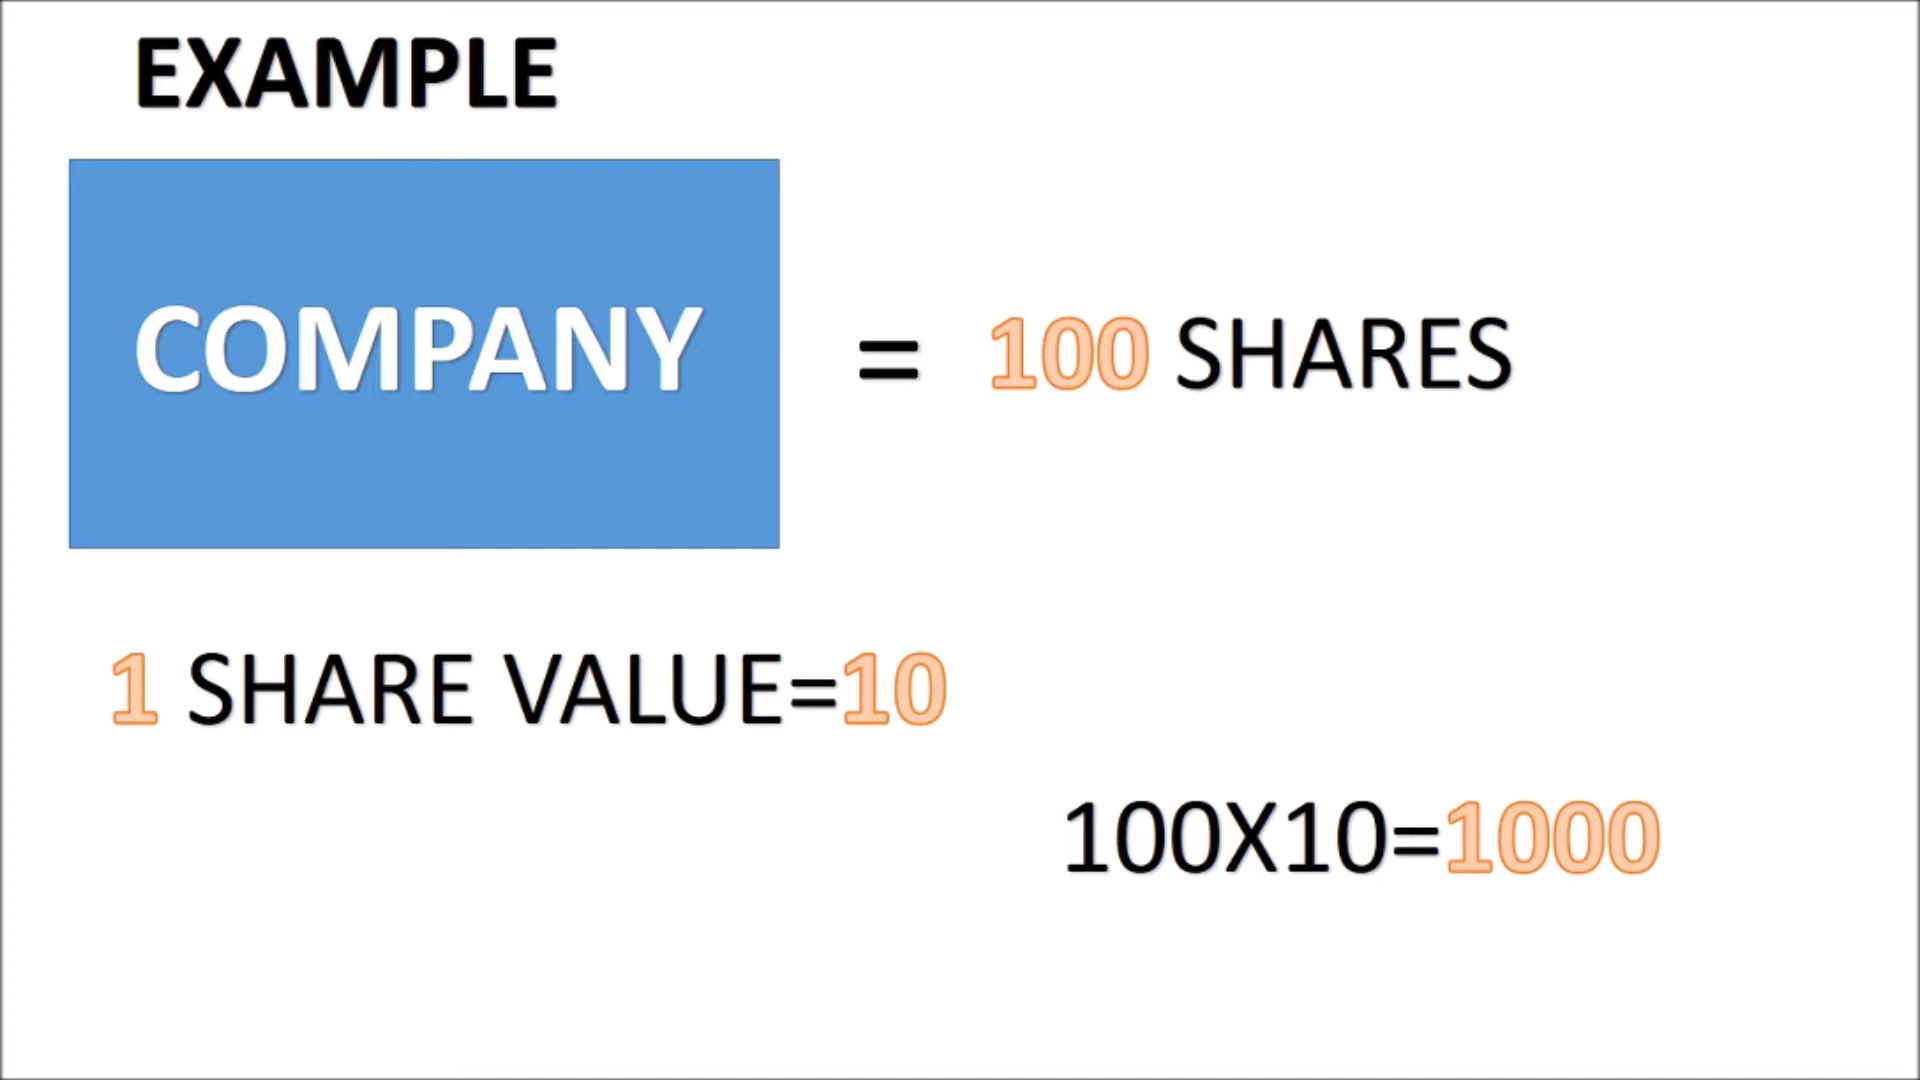 EXAMPLE
COMPANY
= 100 SHARES
1 SHARE VALUE=10
100X10=1000